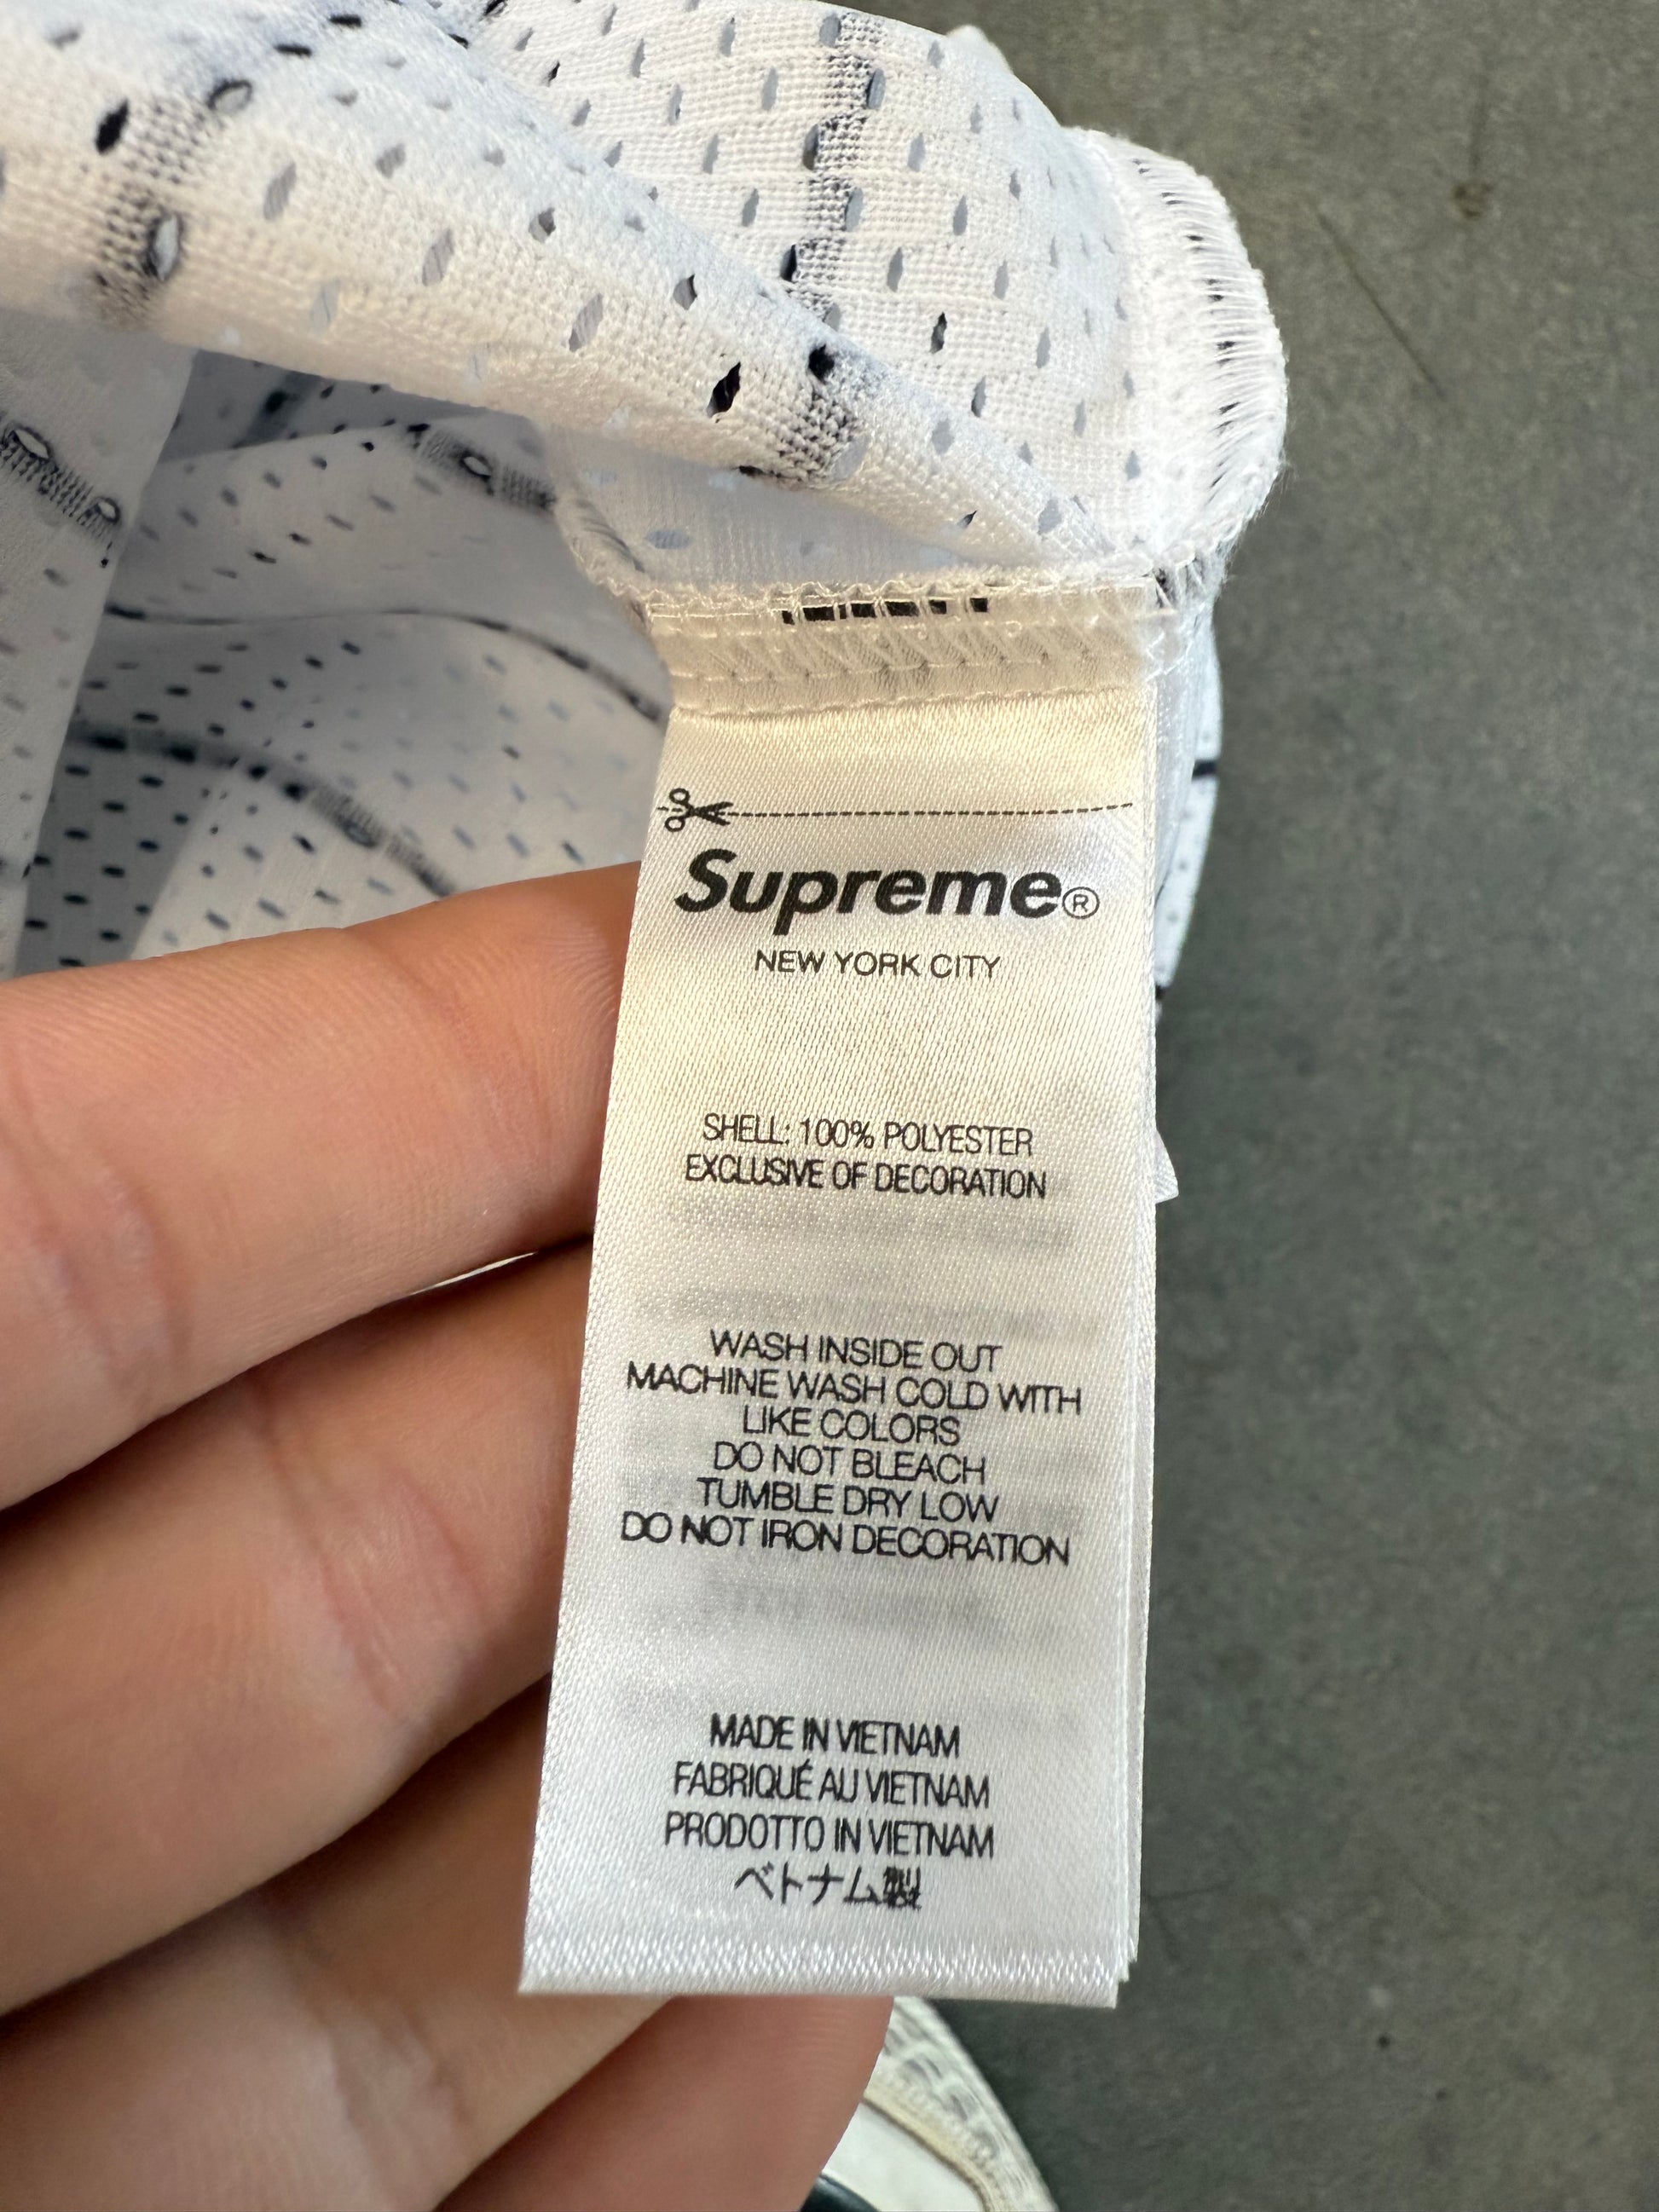 Supreme®
NEW YORK CITY
SHELL: 100% POLYESTER
EXCLUSIVE OF DECORATION
WASH INSIDE OUT
MACHINE WASH COLD WITH
LIKE COLORS
DO NOT BLEACH
TUMBLE DRY LOW
DO NOT IRON DECORATION
MADE IN VIETNAM
FABRIQUÉ AU VIETNAM
PRODOTTO IN VIETNAM
ベトナム製